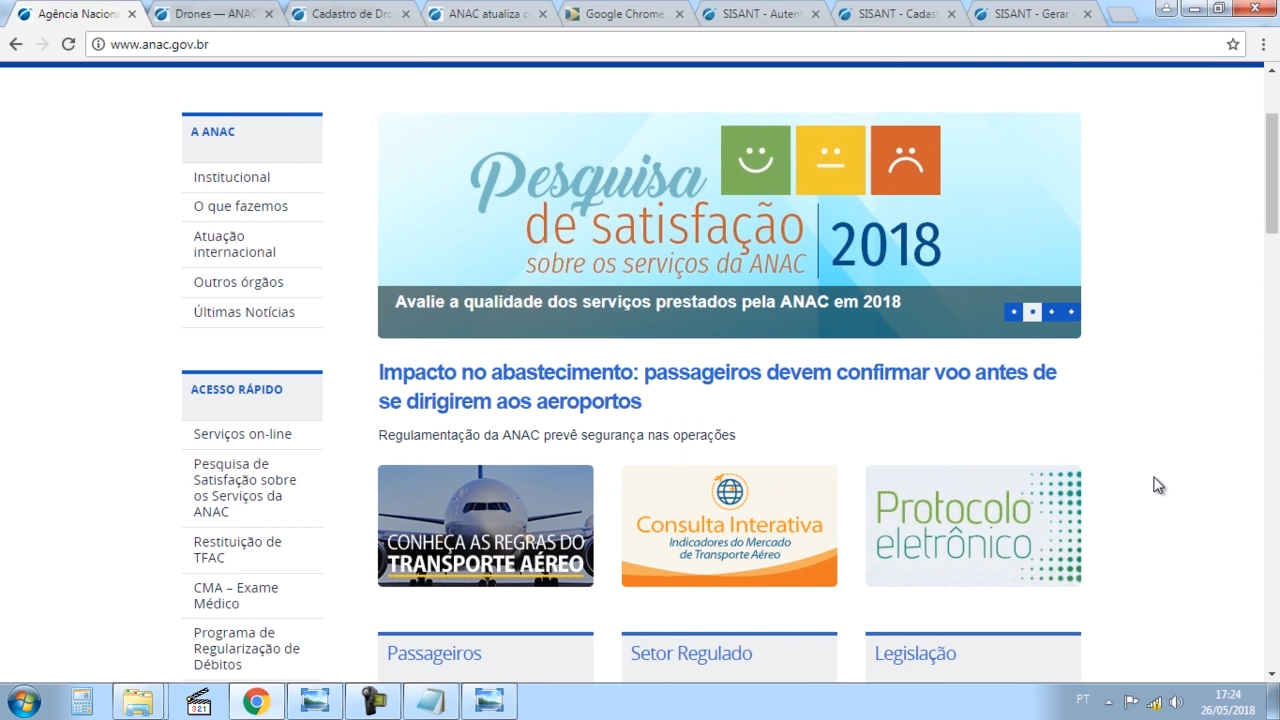 Agência Naciona
Drones — ANAC
Cadastro de Dro
ANAC atualiza c
Google Chrome
SISANT - Autent
SISANT - Cadast
SISANT - Gerar
www.anac.gov.br
A ANAC
Institucional
O que fazemos
Atuação
internacional
Outros órgãos
Últimas Notícias
ACESSO RÁPIDO
Serviços on-line
Pesquisa de
Satisfação sobre
os Serviços da
ANAC
Restituição de
TFAC
CMA – Exame
Médico
Programa de
Regularização de
Débitos
Pesquisa
de satisfação
sobre os serviços da ANAC
2018
Avalie a qualidade dos serviços prestados pela ANAC em 2018
Impacto no abastecimento: passageiros devem confirmar voo antes de
se dirigirem aos aeroportos
Regulamentação da ANAC prevê segurança nas operações
CONHEÇA AS REGRAS DO
TRANSPORTE AÉREO
Consulta Interativa
Indicadores do Mercado
de Transporte Aéreo
Protocolo
eletrônico
Passageiros
Setor Regulado
Legislação
321
PT
17:24
26/05/2018